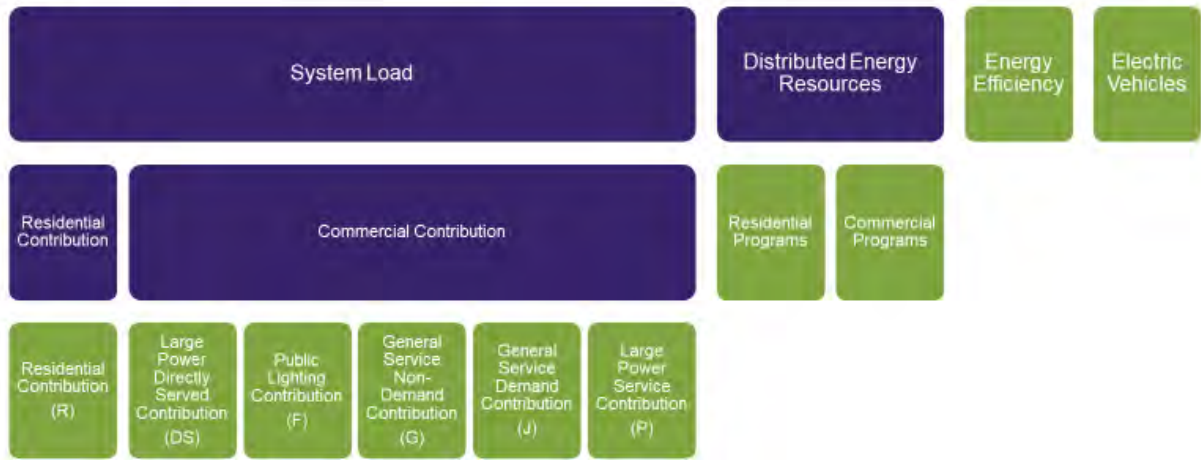 System Load
Distributed Energy
Resources
Energy
Efficiency
Electric
Vehicles
Residential
Contribution
Commercial Contribution
Residential
Programs
Commercial
Programs
Residential
Contribution
(R)
Large
Power
Directly
Served
Contribution
(DS)
Public
Lighting
Contribution
(F)
General
Service
Non-
Demand
Contribution
(G)
General
Service
Demand
Contribution
(J)
Large
Power
Service
Contribution
(P)